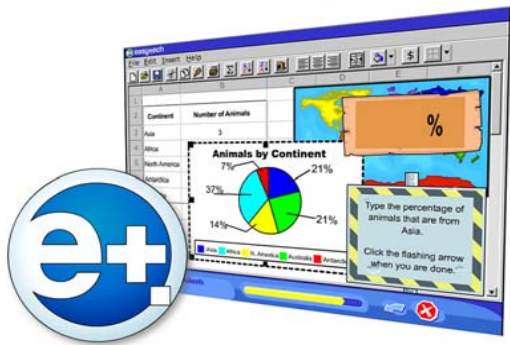 easytech
File Edit Insert Help
$
A B C D E F
1
2 Continent Number of Animals
3 Asia 3
4 Africa
5 North America
Antarctica
%
Animals by Continent
7%
21%
37%
21%
14%
Asia Africa N. America Australia Antarctica
Type the percentage of
animals that are from
Asia.
Click the flashing arrow
when you are done.
e+.